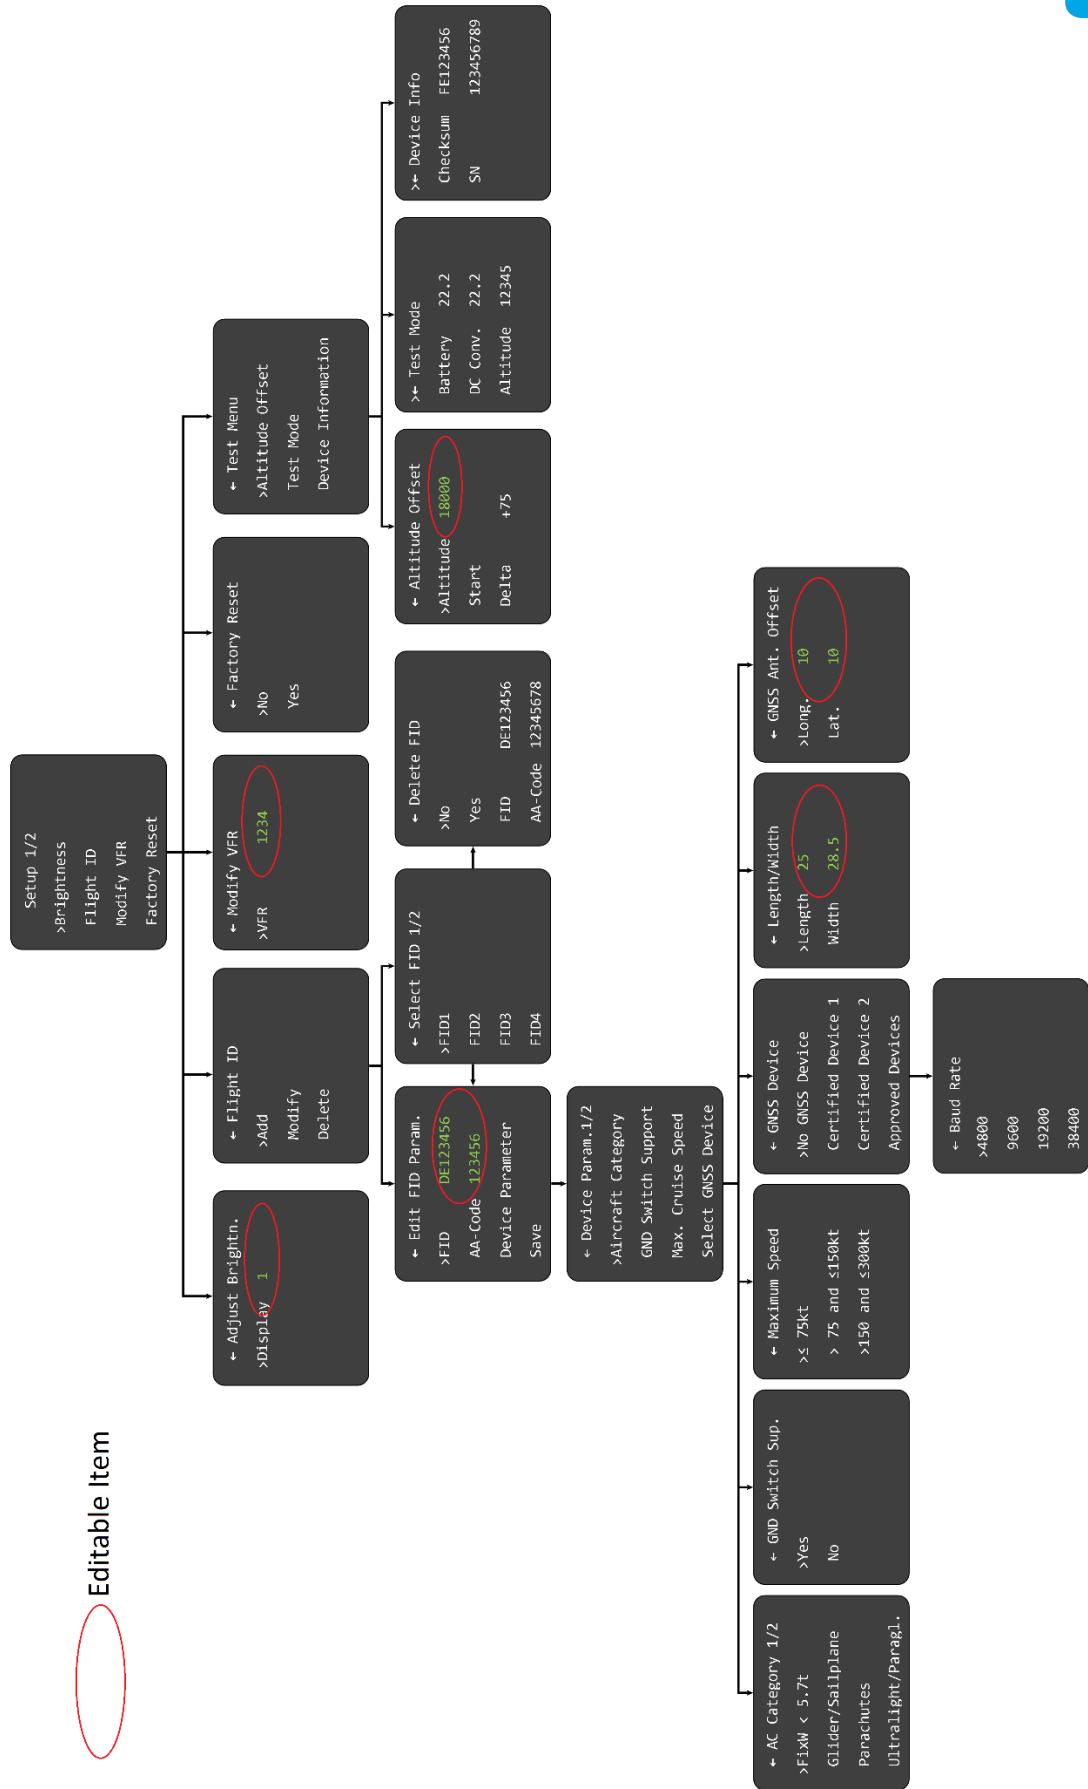 Editable Item
Setup 1/2
>Brightness
Flight ID
Modify VFR
Factory Reset
← Adjust Brightn.
>Display 1
← Flight ID
>Add
Modify
Delete
← Modify VFR
>VFR 1234
← Factory Reset
>No
Yes
← Test Menu
>Altitude Offset
Test Mode
Device Information
← Edit FID Param.
>FID DE123456
AA-Code 123456
Device Parameter
Save
← Select FID 1/2
>FID1
FID2
FID3
FID4
← Delete FID
>No
Yes
FID DE123456
AA-Code 12345678
← Altitude Offset
>Altitude 18000
Start
Delta +75
>← Test Mode
Battery 22.2
DC Conv. 22.2
Altitude 12345
>← Device Info
Checksum FE123456
SN 123456789
← Device Param.1/2
>Aircraft Category
GND Switch Support
Max. Cruise Speed
Select GNSS Device
← AC Category 1/2
>FixW < 5.7t
Glider/Sailplane
Parachutes
Ultralight/Paragl.
← GND Switch Sup.
>Yes
No
← Maximum Speed
>≤ 75kt
> 75 and ≤150kt
>150 and ≤300kt
← GNSS Device
>No GNSS Device
Certified Device 1
Certified Device 2
Approved Devices
← Length/Width
>Length 25
Width 28.5
← GNSS Ant. Offset
>Long. 10
Lat. 10
← Baud Rate
>4800
9600
19200
38400